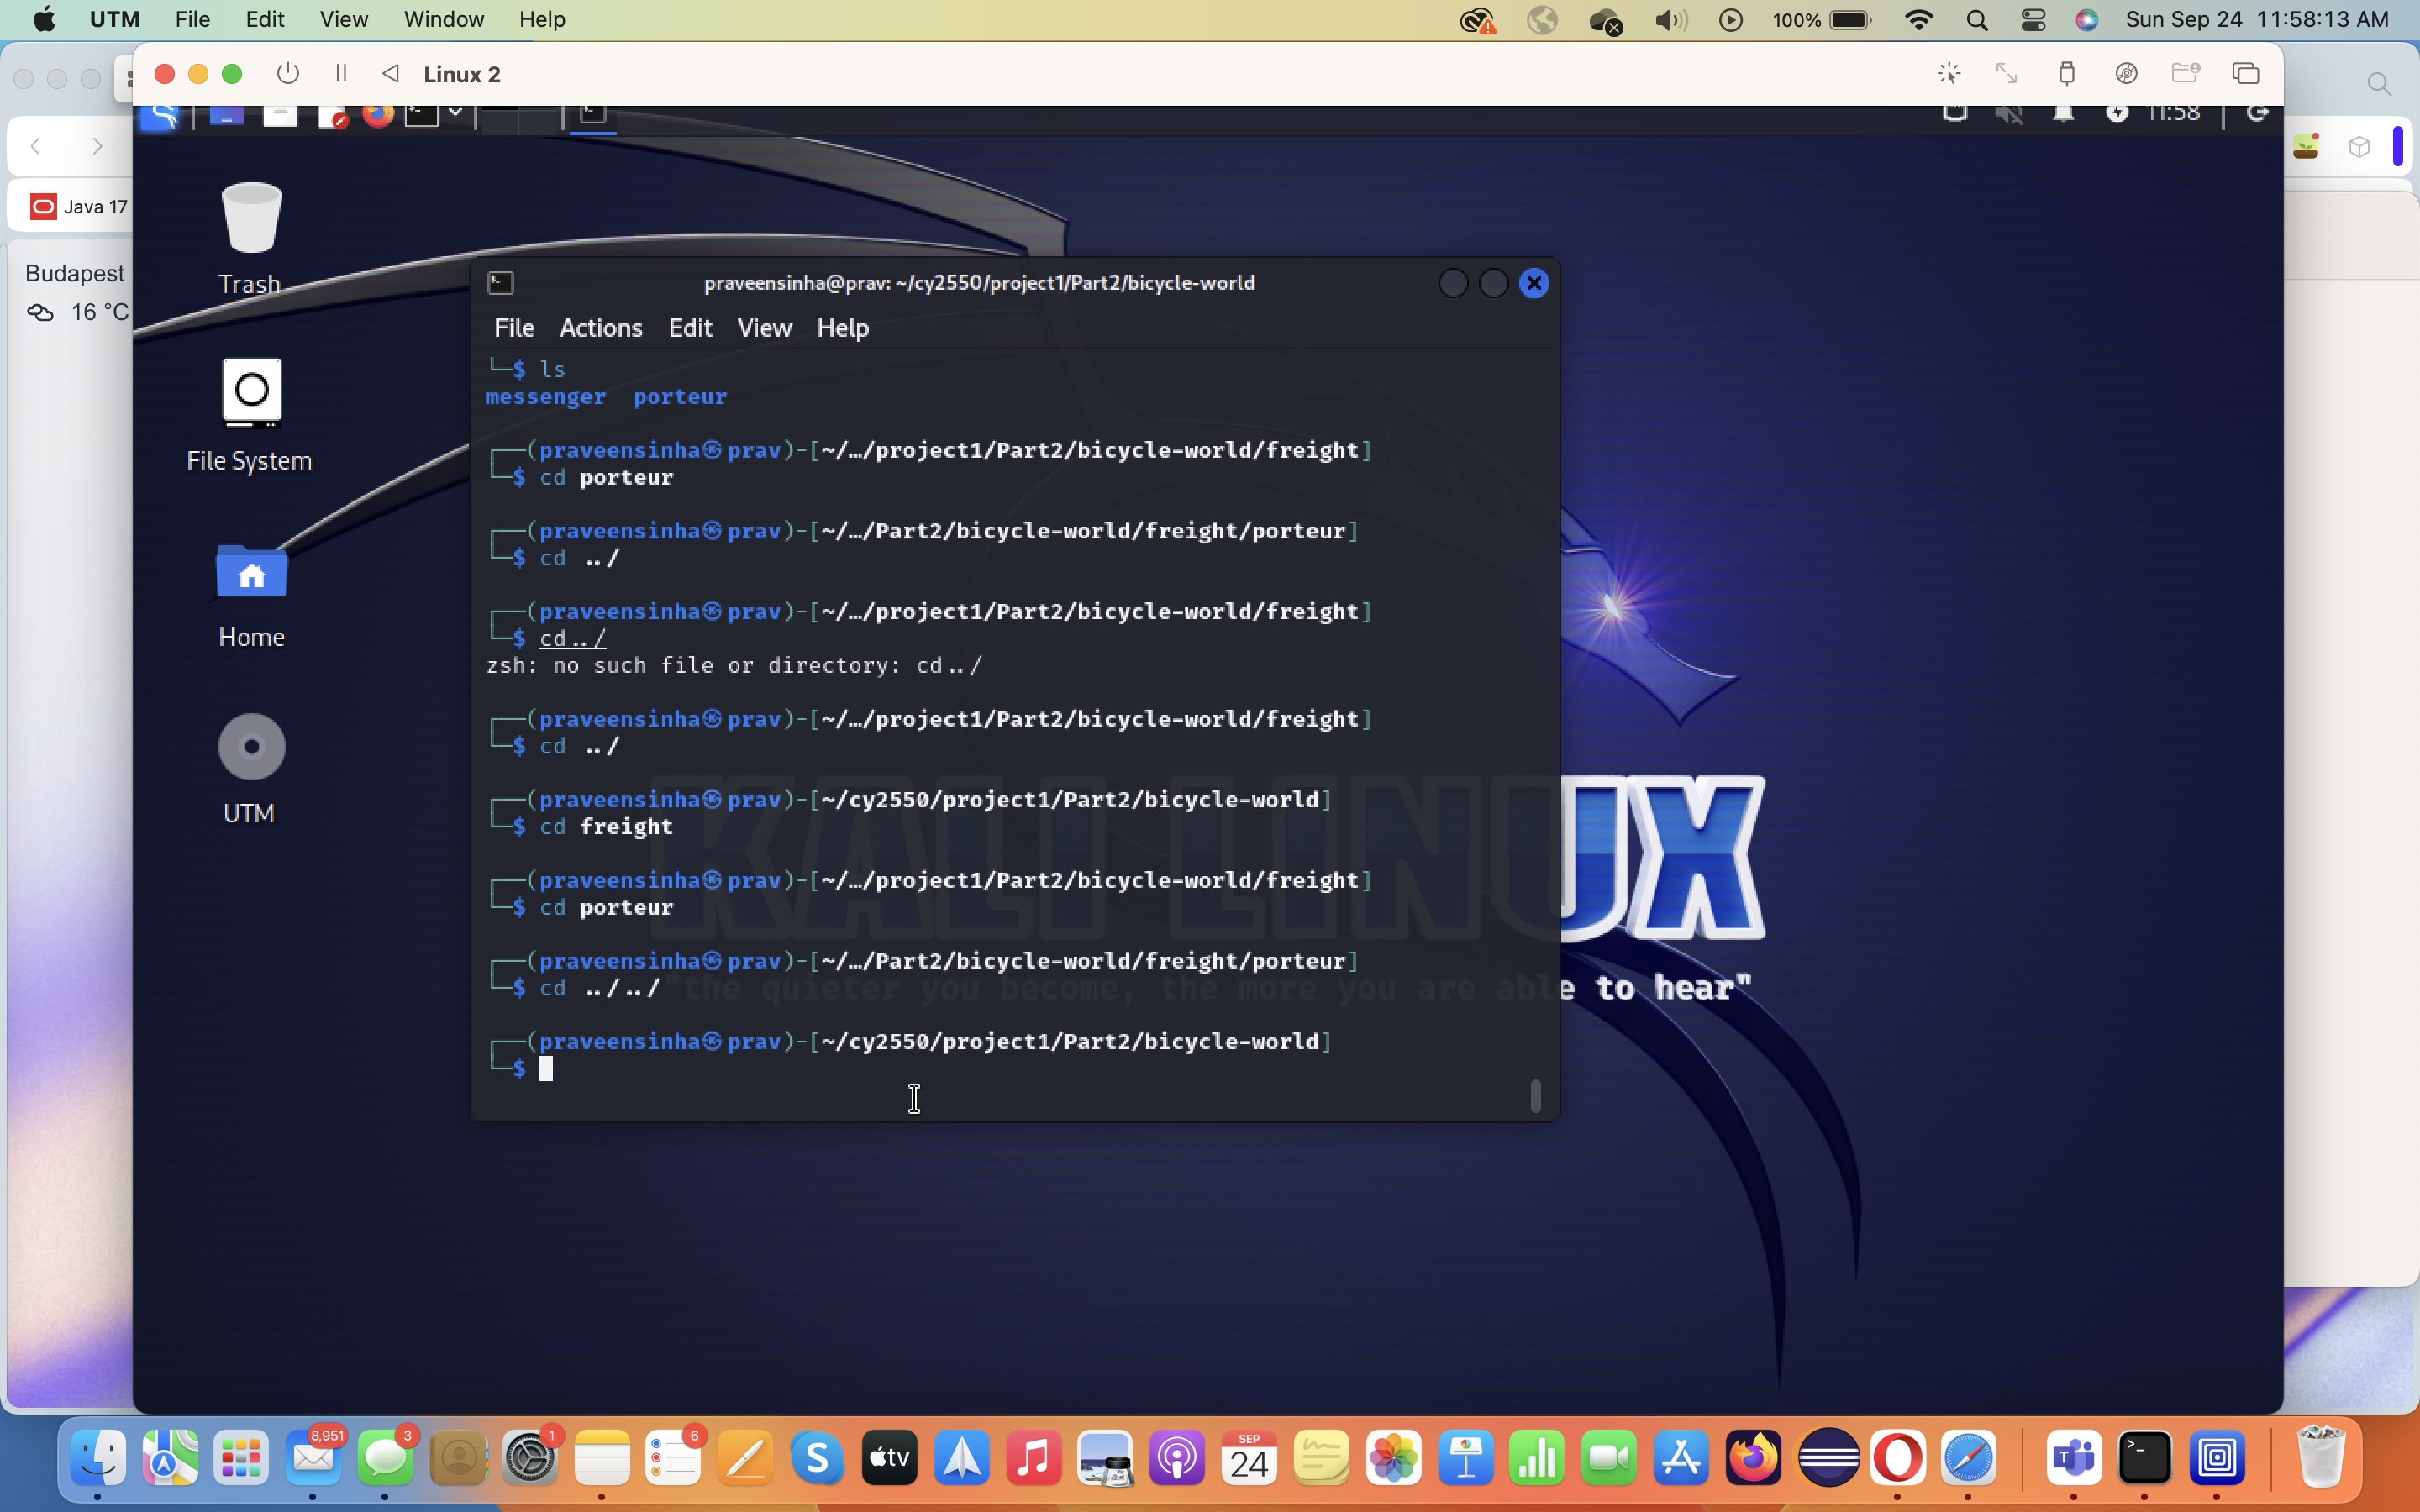 UTM File Edit View Window Help 100% Sun Sep 24 11:58:13 AM
Linux 2
11:58
Java 17
Budapest
16 °C
Trash
File System
Home
UTM
praveensinha@prav: ~/cy2550/project1/Part2/bicycle-world
File Actions Edit View Help
└─$ ls
messenger porteur
┌──(praveensinha㉿prav)-[~/…/project1/Part2/bicycle-world/freight]
└─$ cd porteur
┌──(praveensinha㉿prav)-[~/…/Part2/bicycle-world/freight/porteur]
└─$ cd ../
┌──(praveensinha㉿prav)-[~/…/project1/Part2/bicycle-world/freight]
└─$ cd../
zsh: no such file or directory: cd../
┌──(praveensinha㉿prav)-[~/…/project1/Part2/bicycle-world/freight]
└─$ cd ../
┌──(praveensinha㉿prav)-[~/cy2550/project1/Part2/bicycle-world]
└─$ cd freight
┌──(praveensinha㉿prav)-[~/…/project1/Part2/bicycle-world/freight]
└─$ cd porteur
┌──(praveensinha㉿prav)-[~/…/Part2/bicycle-world/freight/porteur]
└─$ cd ../../
┌──(praveensinha㉿prav)-[~/cy2550/project1/Part2/bicycle-world]
└─$
KALI LINUX
"the quieter you become, the more you are able to hear"
8,951
3
1
6
S
tv
SEP
24
T
>_